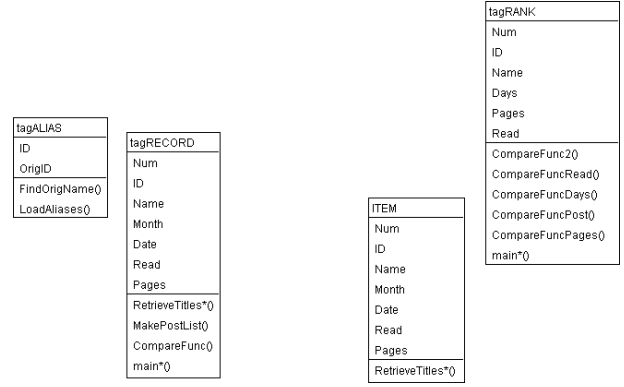 tagALIAS
ID
OrigID
FindOrigName()
LoadAliases()
tagRECORD
Num
ID
Name
Month
Date
Read
Pages
RetrieveTitles*()
MakePostList()
CompareFunc()
main*()
ITEM
Num
ID
Name
Month
Date
Read
Pages
RetrieveTitles*()
tagRANK
Num
ID
Name
Days
Pages
Read
CompareFunc2()
CompareFuncRead()
CompareFuncDays()
CompareFuncPost()
CompareFuncPages()
main*()